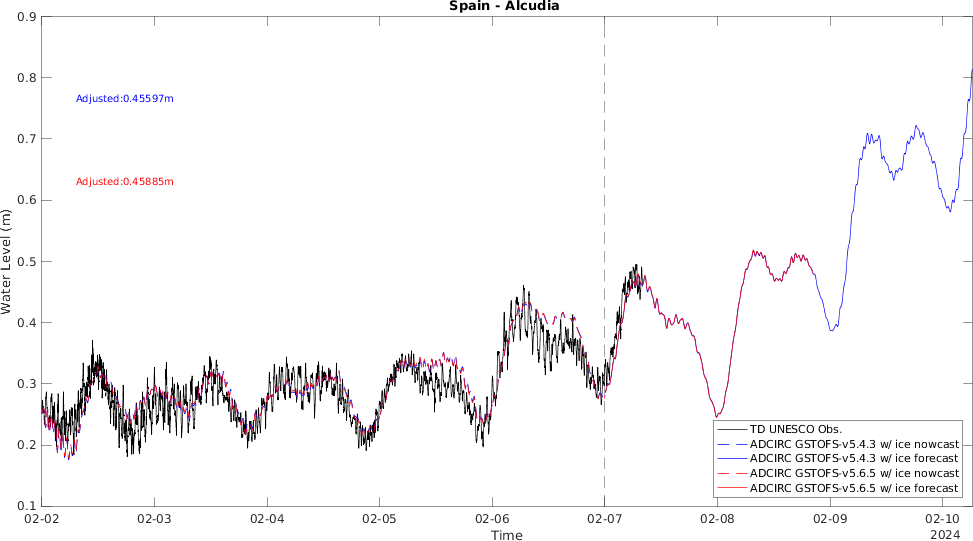 Spain - Alcudia
0.9
0.8
0.7
0.6
0.5
0.4
0.3
0.2
0.1
Water Level (m)
Adjusted:0.45597m
Adjusted:0.45885m
TD UNESCO Obs.
ADCIRC GSTOFS-v5.4.3 w/ ice nowcast
ADCIRC GSTOFS-v5.4.3 w/ ice forecast
ADCIRC GSTOFS-v5.6.5 w/ ice nowcast
ADCIRC GSTOFS-v5.6.5 w/ ice forecast
02-02 02-03 02-04 02-05 02-06 02-07 02-08 02-09 02-10
Time
2024